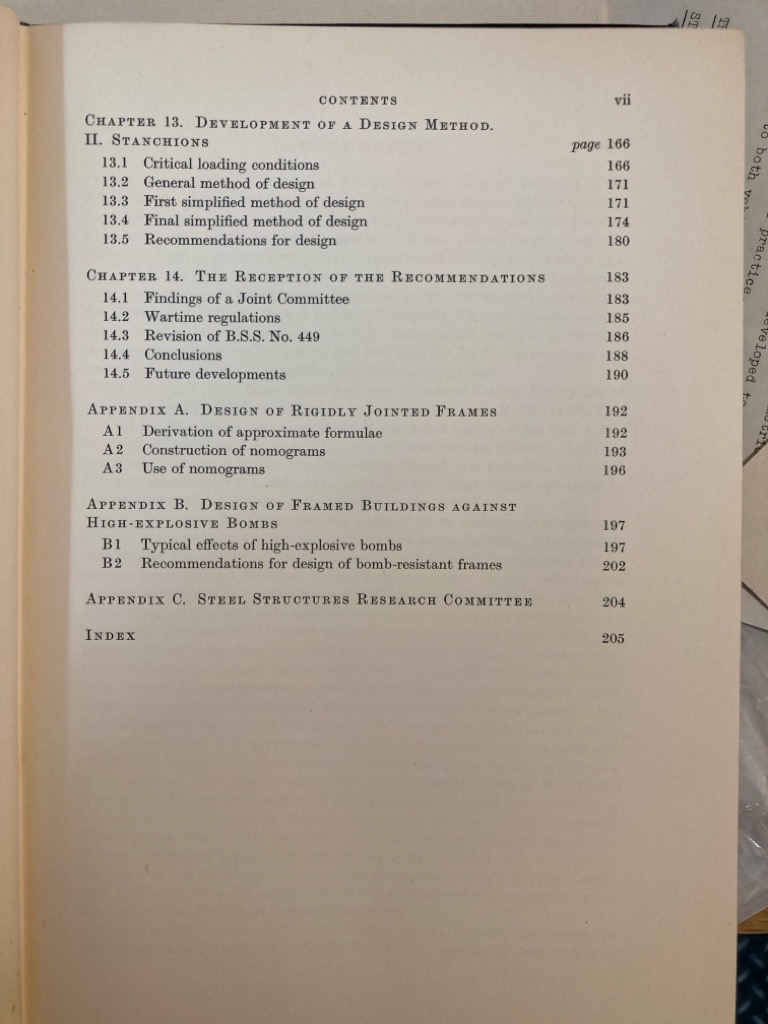 CONTENTS vii
CHAPTER 13. DEVELOPMENT OF A DESIGN METHOD.
II. STANCHIONS page 166
13.1 Critical loading conditions 166
13.2 General method of design 171
13.3 First simplified method of design 171
13.4 Final simplified method of design 174
13.5 Recommendations for design 180
CHAPTER 14. THE RECEPTION OF THE RECOMMENDATIONS 183
14.1 Findings of a Joint Committee 183
14.2 Wartime regulations 185
14.3 Revision of B.S.S. No. 449 186
14.4 Conclusions 188
14.5 Future developments 190
APPENDIX A. DESIGN OF RIGIDLY JOINTED FRAMES 192
A1 Derivation of approximate formulae 192
A2 Construction of nomograms 193
A3 Use of nomograms 196
APPENDIX B. DESIGN OF FRAMED BUILDINGS AGAINST
HIGH-EXPLOSIVE BOMBS 197
B1 Typical effects of high-explosive bombs 197
B2 Recommendations for design of bomb-resistant frames 202
APPENDIX C. STEEL STRUCTURES RESEARCH COMMITTEE 204
INDEX 205
to both
practice